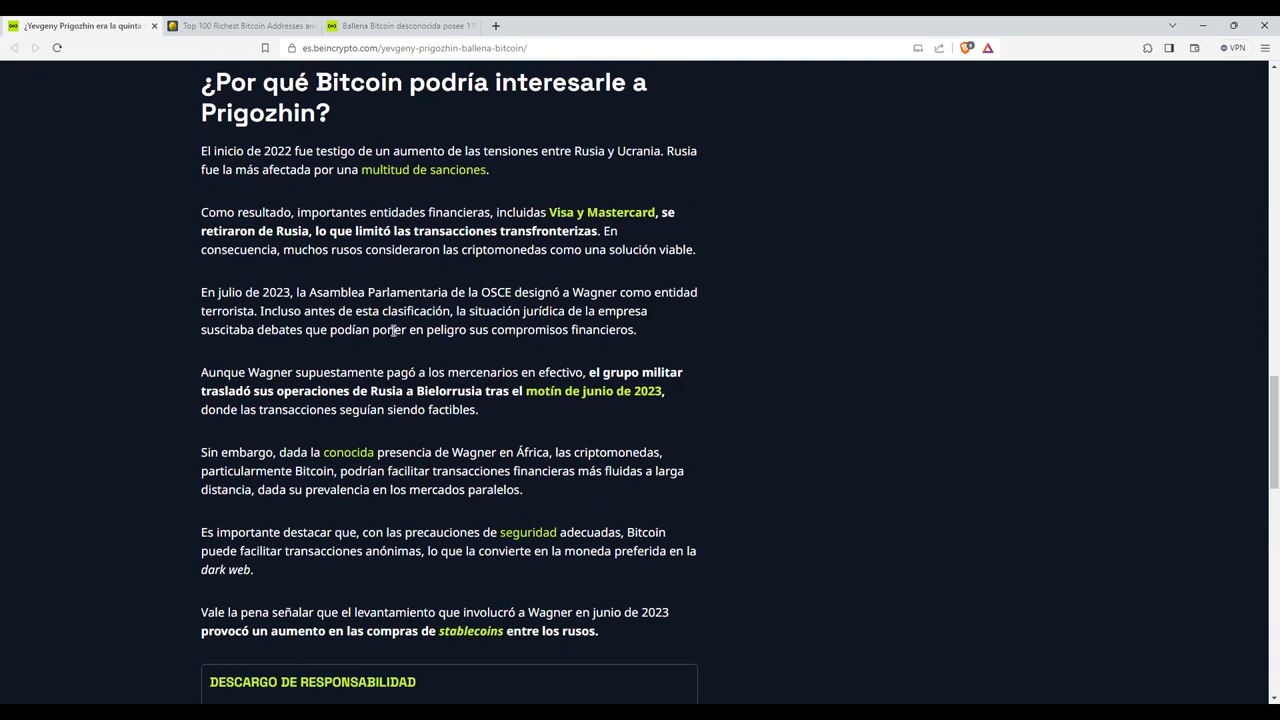 ¿Yevgeny Prigozhin era la quinta
Top 100 Richest Bitcoin Addresses an
Ballena Bitcoin desconocida posee 11
es.beincrypto.com/yevgeny-prigozhin-ballena-bitcoin/
VPN
¿Por qué Bitcoin podría interesarle a
Prigozhin?
El inicio de 2022 fue testigo de un aumento de las tensiones entre Rusia y Ucrania. Rusia
fue la más afectada por una multitud de sanciones.
Como resultado, importantes entidades financieras, incluidas Visa y Mastercard, se
retiraron de Rusia, lo que limitó las transacciones transfronterizas. En
consecuencia, muchos rusos consideraron las criptomonedas como una solución viable.
En julio de 2023, la Asamblea Parlamentaria de la OSCE designó a Wagner como entidad
terrorista. Incluso antes de esta clasificación, la situación jurídica de la empresa
suscitaba debates que podían poner en peligro sus compromisos financieros.
Aunque Wagner supuestamente pagó a los mercenarios en efectivo, el grupo militar
trasladó sus operaciones de Rusia a Bielorrusia tras el motín de junio de 2023,
donde las transacciones seguían siendo factibles.
Sin embargo, dada la conocida presencia de Wagner en África, las criptomonedas,
particularmente Bitcoin, podrían facilitar transacciones financieras más fluidas a larga
distancia, dada su prevalencia en los mercados paralelos.
Es importante destacar que, con las precauciones de seguridad adecuadas, Bitcoin
puede facilitar transacciones anónimas, lo que la convierte en la moneda preferida en la
dark web.
Vale la pena señalar que el levantamiento que involucró a Wagner en junio de 2023
provocó un aumento en las compras de stablecoins entre los rusos.
DESCARGO DE RESPONSABILIDAD